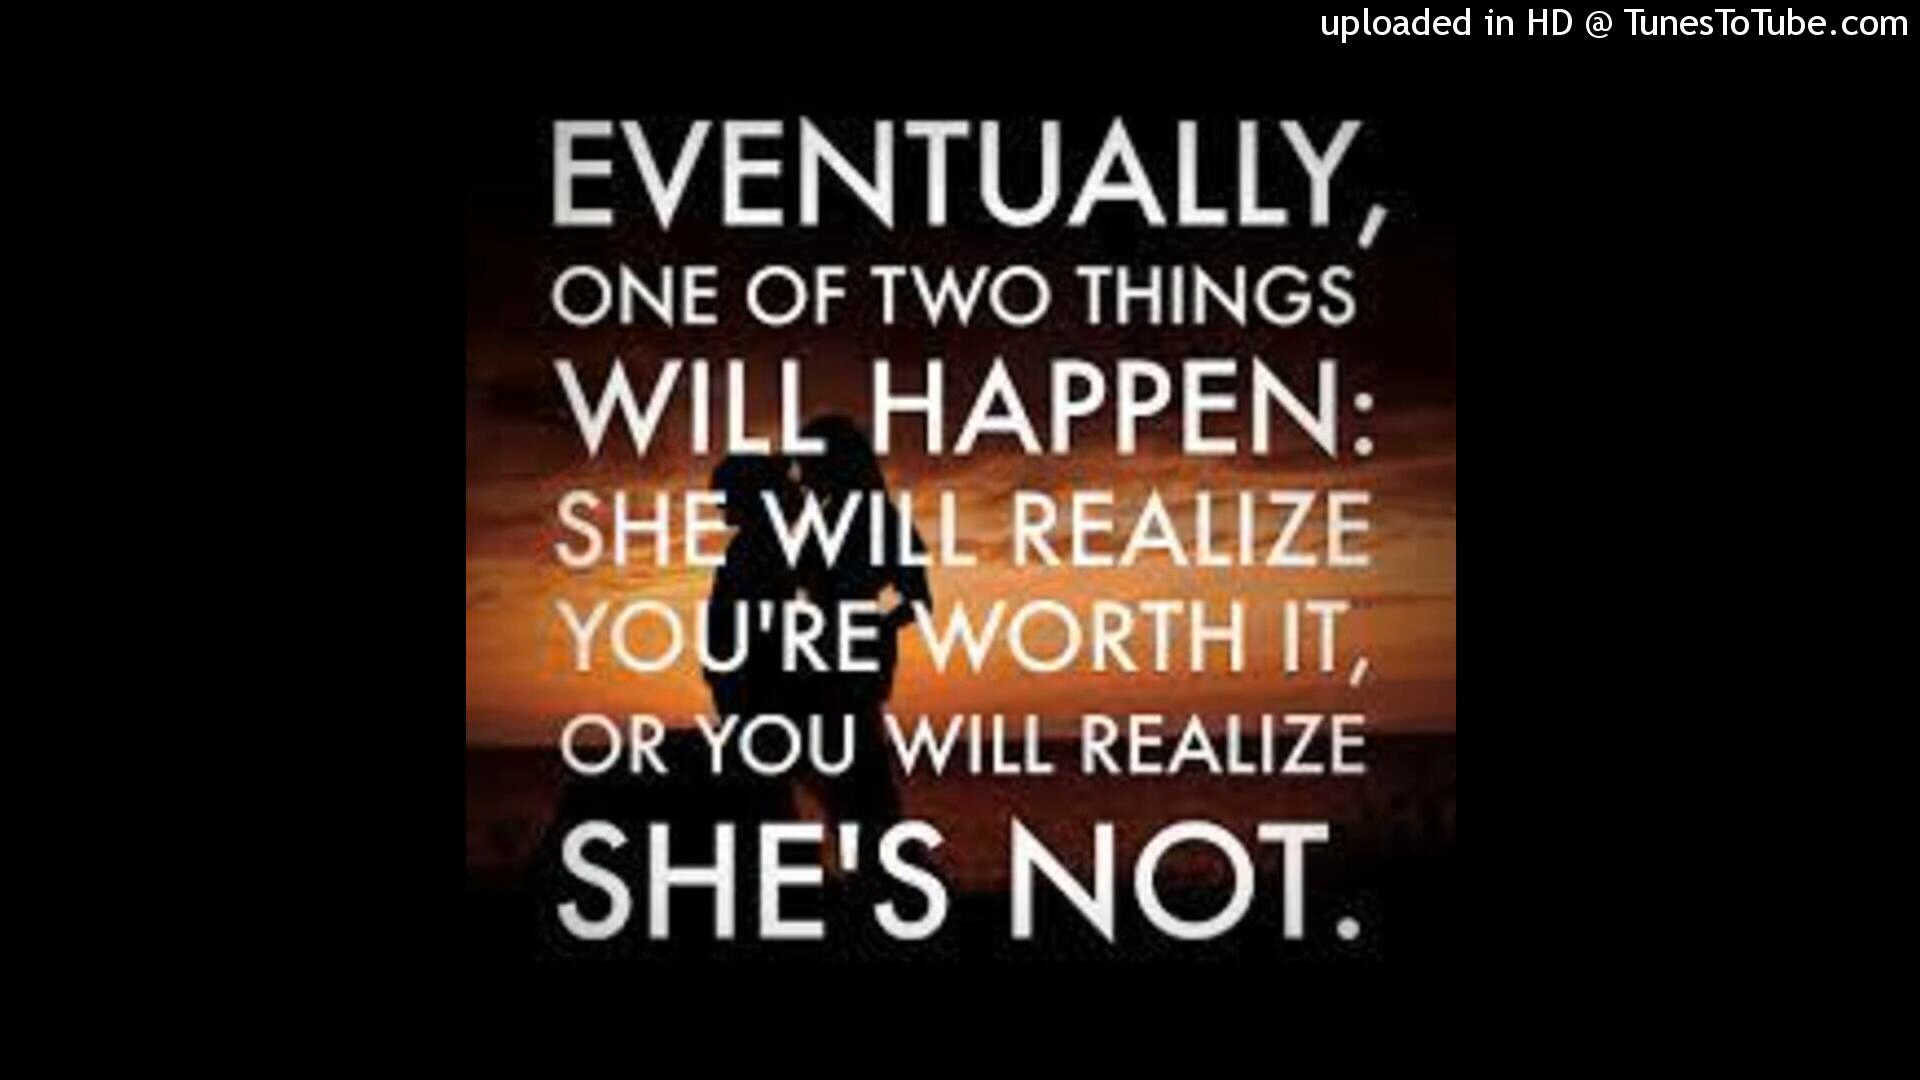 uploaded in HD @ TunesToTube.com
EVENTUALLY,
ONE OF TWO THINGS
WILL HAPPEN:
SHE WILL REALIZE
YOU'RE WORTH IT,
OR YOU WILL REALIZE
SHE'S NOT.